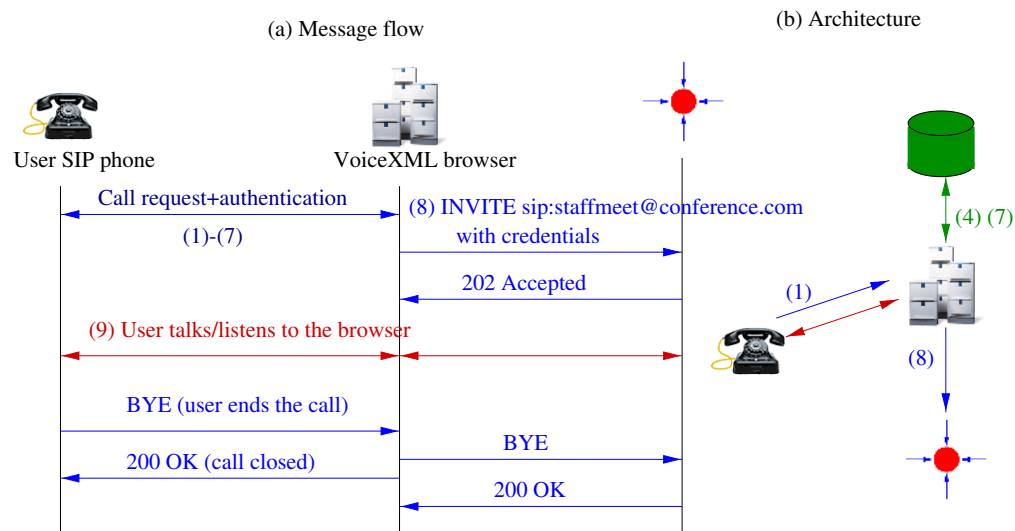 (a) Message flow
(b) Architecture
User SIP phone
VoiceXML browser
Call request+authentication
(1)-(7)
(8) INVITE sip:staffmeet@conference.com
with credentials
202 Accepted
(9) User talks/listens to the browser
BYE (user ends the call)
BYE
200 OK (call closed)
200 OK
(4) (7)
(1)
(8)